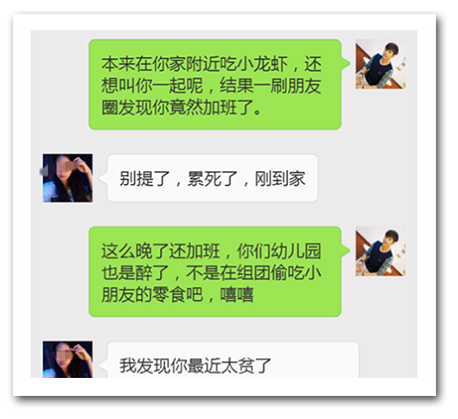 本来在你家附近吃小龙虾，还
想叫你一起呢，结果一刷朋友
圈发现你竟然加班了。
别提了，累死了，刚到家
这么晚了还加班，你们幼儿园
也是醉了，不是在组团偷吃小
朋友的零食吧，嘻嘻
我发现你最近太贫了